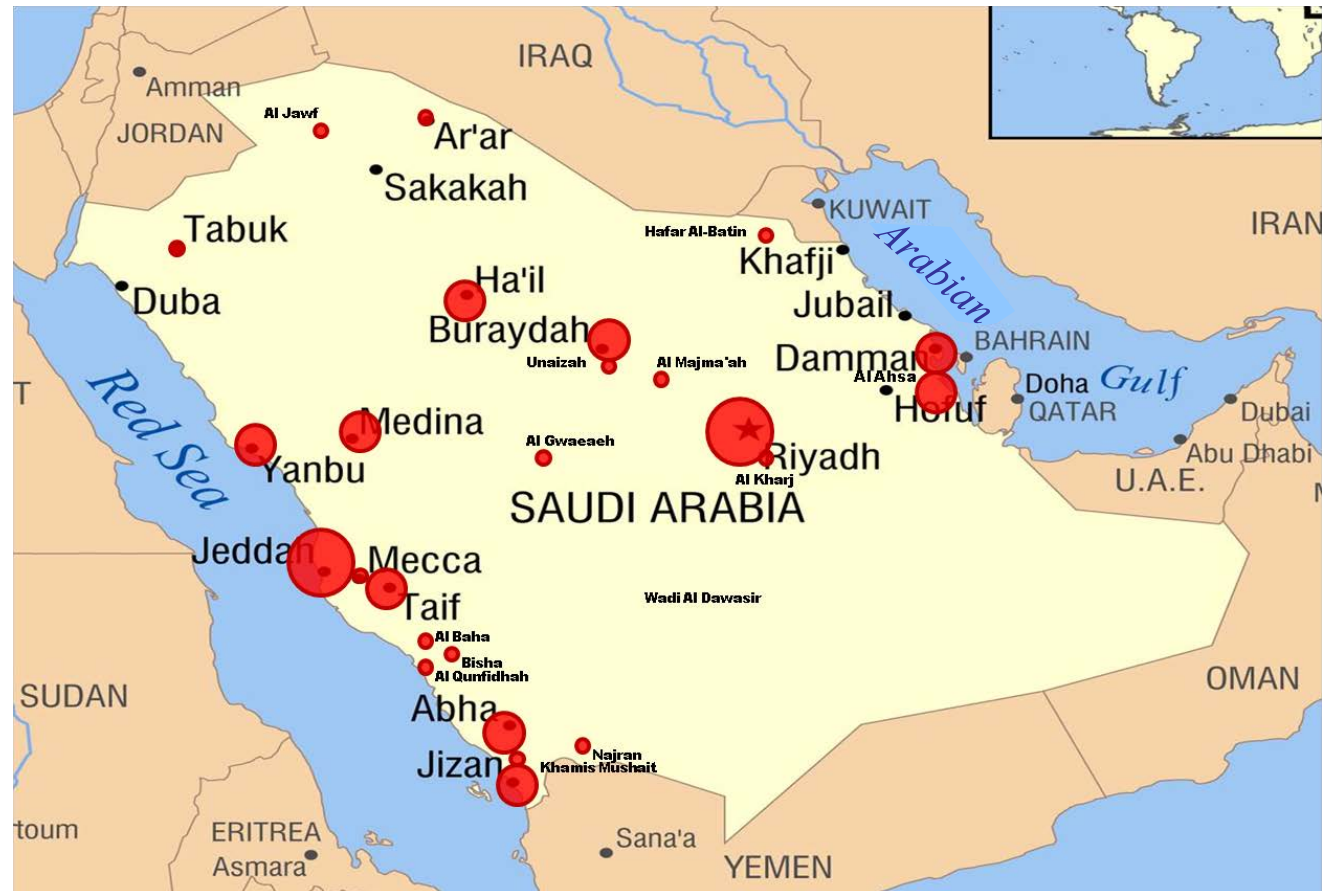 IRAQ
Amman
JORDAN
Al Jawf
Ar'ar
Sakakah
Tabuk
Duba
KUWAIT
IRAN
Hafar Al-Batin
Khafji
Arabian
Gulf
Jubail
Ha'il
Buraydah
Unaizah
Al Majma'ah
Damman
BAHRAIN
Al Ahsa
Hofuf
Doha
QATAR
Dubai
Abu Dhabi
U.A.E.
Red Sea
Medina
Yanbu
Al Gwaeaeh
Riyadh
Al Kharj
SAUDI ARABIA
Jeddah
Mecca
Taif
Wadi Al Dawasir
Al Baha
Bisha
Al Qunfidhah
OMAN
SUDAN
Abha
Najran
Khamis Mushait
Jizan
toum
ERITREA
Asmara
Sana'a
YEMEN